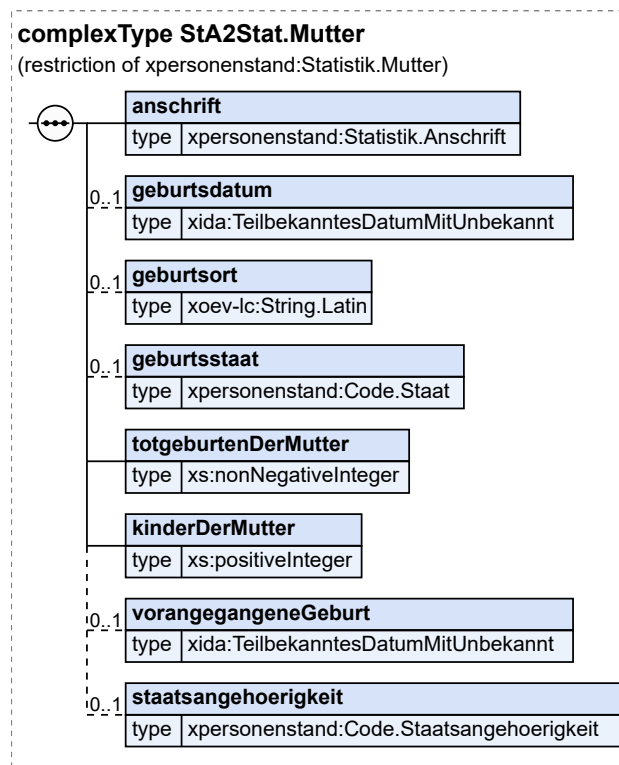 complexType StA2Stat.Mutter
(restriction of xpersonenstand:Statistik.Mutter)
anschrift
type xpersonenstand:Statistik.Anschrift
0..1 geburtsdatum
type xida:TeilbekanntesDatumMitUnbekannt
0..1 geburtsort
type xoev-lc:String.Latin
0..1 geburtsstaat
type xpersonenstand:Code.Staat
totgeburtenDerMutter
type xs:nonNegativeInteger
kinderDerMutter
type xs:positiveInteger
0..1 vorangegangeneGeburt
type xida:TeilbekanntesDatumMitUnbekannt
0..1 staatsangehoerigkeit
type xpersonenstand:Code.Staatsangehoerigkeit